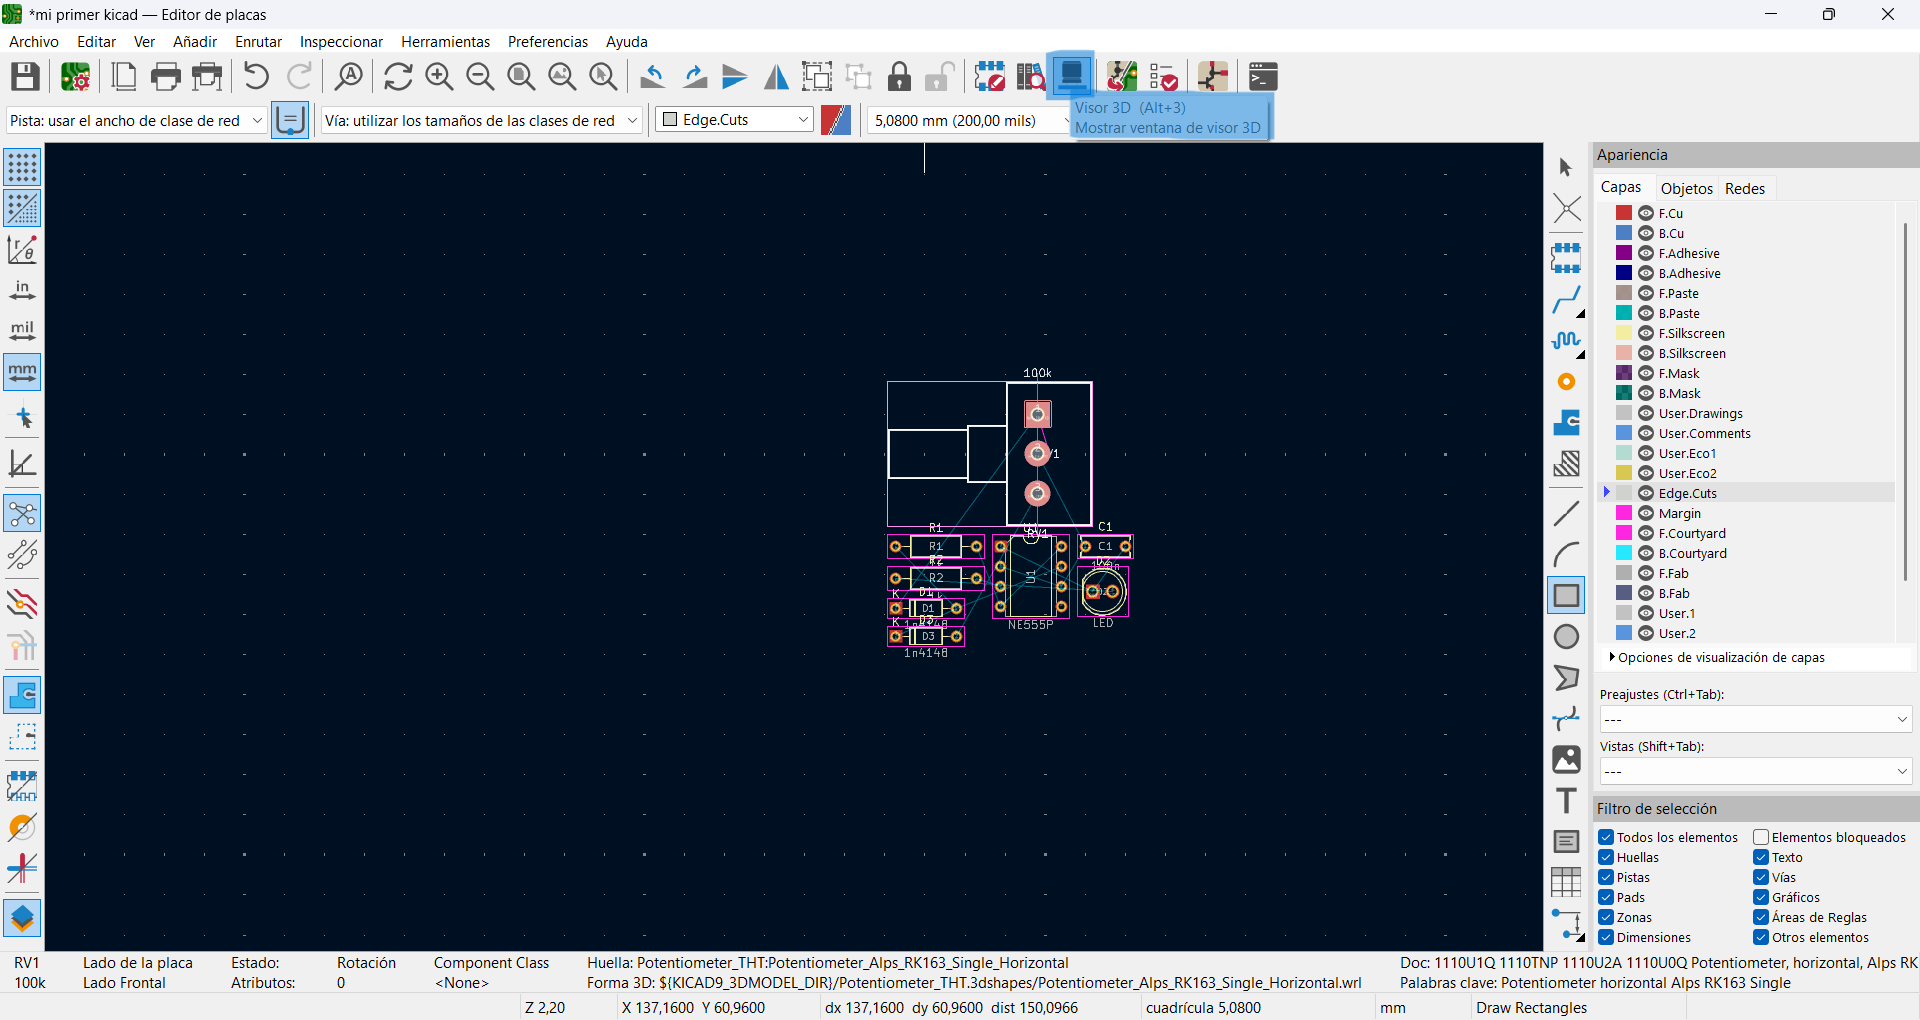 *mi primer kicad — Editor de placas
Archivo Editar Ver Añadir Enrutar Inspeccionar Herramientas Preferencias Ayuda
Pista: usar el ancho de clase de red
Vía: utilizar los tamaños de las clases de red
Edge.Cuts
5,0800 mm (200,00 mils)
Visor 3D (Alt+3)
Mostrar ventana de visor 3D
in
mil
mm
100k
R1
R1
R2
K
D1
D1
K
D3
1n4148
U1
RV1
NE555P
C1
C1
D2
LED
Apariencia
Capas Objetos Redes
F.Cu
B.Cu
F.Adhesive
B.Adhesive
F.Paste
B.Paste
F.Silkscreen
B.Silkscreen
F.Mask
B.Mask
User.Drawings
User.Comments
User.Eco1
User.Eco2
Edge.Cuts
Margin
F.Courtyard
B.Courtyard
F.Fab
B.Fab
User.1
User.2
Opciones de visualización de capas
Preajustes (Ctrl+Tab):
---
Vistas (Shift+Tab):
---
Filtro de selección
Todos los elementos Elementos bloqueados
Huellas Texto
Pistas Vías
Pads Gráficos
Zonas Áreas de Reglas
Dimensiones Otros elementos
RV1 Lado de la placa Estado: Rotación Component Class Huella: Potentiometer_THT:Potentiometer_Alps_RK163_Single_Horizontal Doc: 1110U1Q 1110TNP 1110U2A 1110U0Q Potentiometer, horizontal, Alps RK
100k Lado Frontal Atributos: 0 <None> Forma 3D: ${KICAD9_3DMODEL_DIR}/Potentiometer_THT.3dshapes/Potentiometer_Alps_RK163_Single_Horizontal.wrl Palabras clave: Potentiometer horizontal Alps RK163 Single
Z 2,20 X 137,1600 Y 60,9600 dx 137,1600 dy 60,9600 dist 150,0966 cuadrícula 5,0800 mm Draw Rectangles